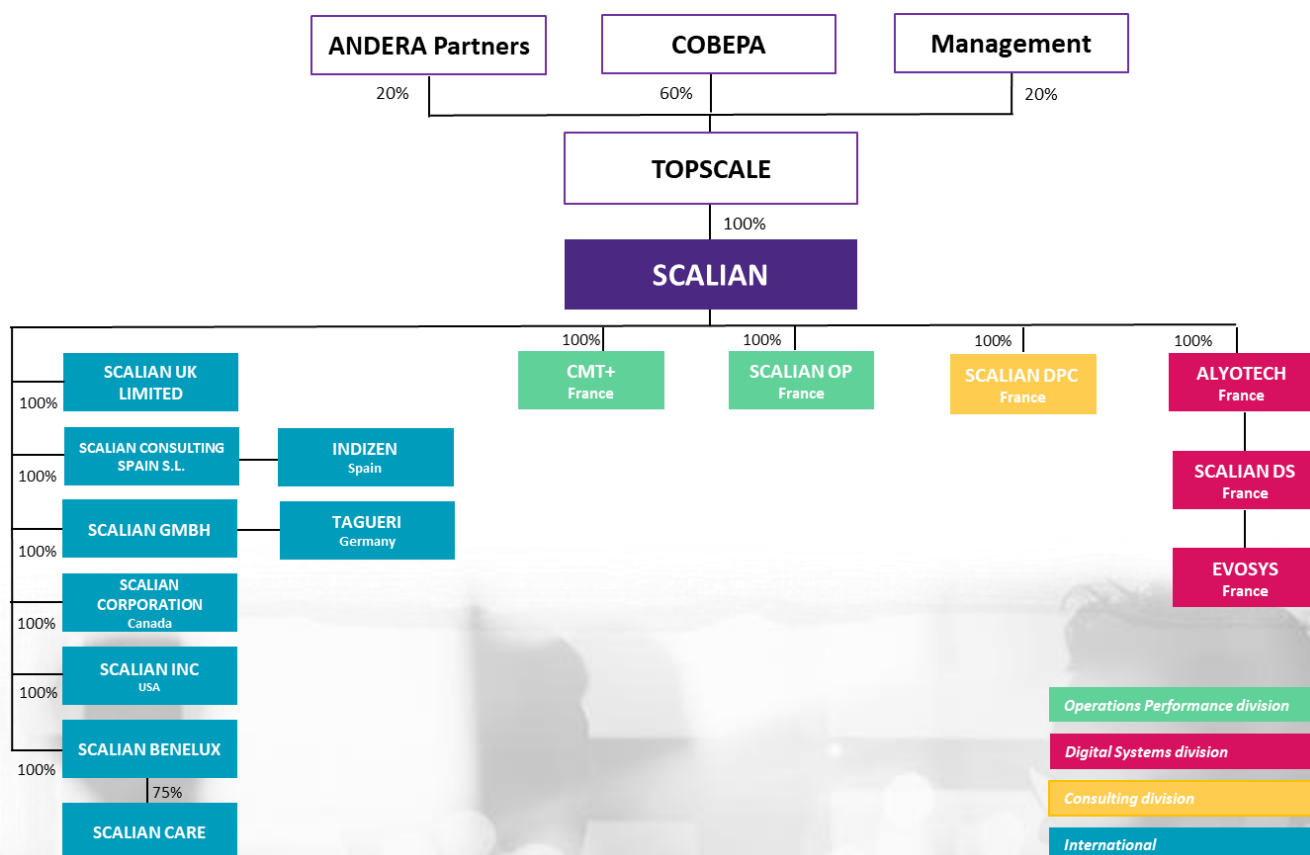 ANDERA Partners
COBEPA
Management
20%
60%
20%
TOPSCALE
100%
SCALIAN
100%
100%
100%
100%
SCALIAN UK
LIMITED
CMT+
France
SCALIAN OP
France
SCALIAN DPC
France
ALYOTECH
France
100%
SCALIAN CONSULTING
SPAIN S.L.
INDIZEN
Spain
SCALIAN DS
France
100%
SCALIAN GMBH
TAGUERI
Germany
100%
EVOSYS
France
SCALIAN
CORPORATION
Canada
100%
SCALIAN INC
USA
100%
Operations Performance division
SCALIAN BENELUX
Digital Systems division
100%
75%
Consulting division
SCALIAN CARE
International